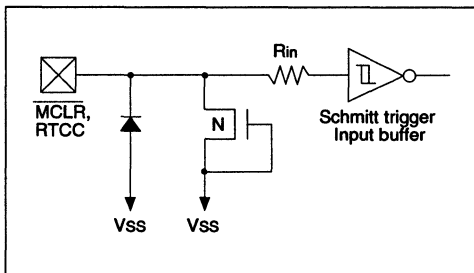 Rin
MCLR,
RTCC
N
Schmitt trigger
Input buffer
VSS
VSS